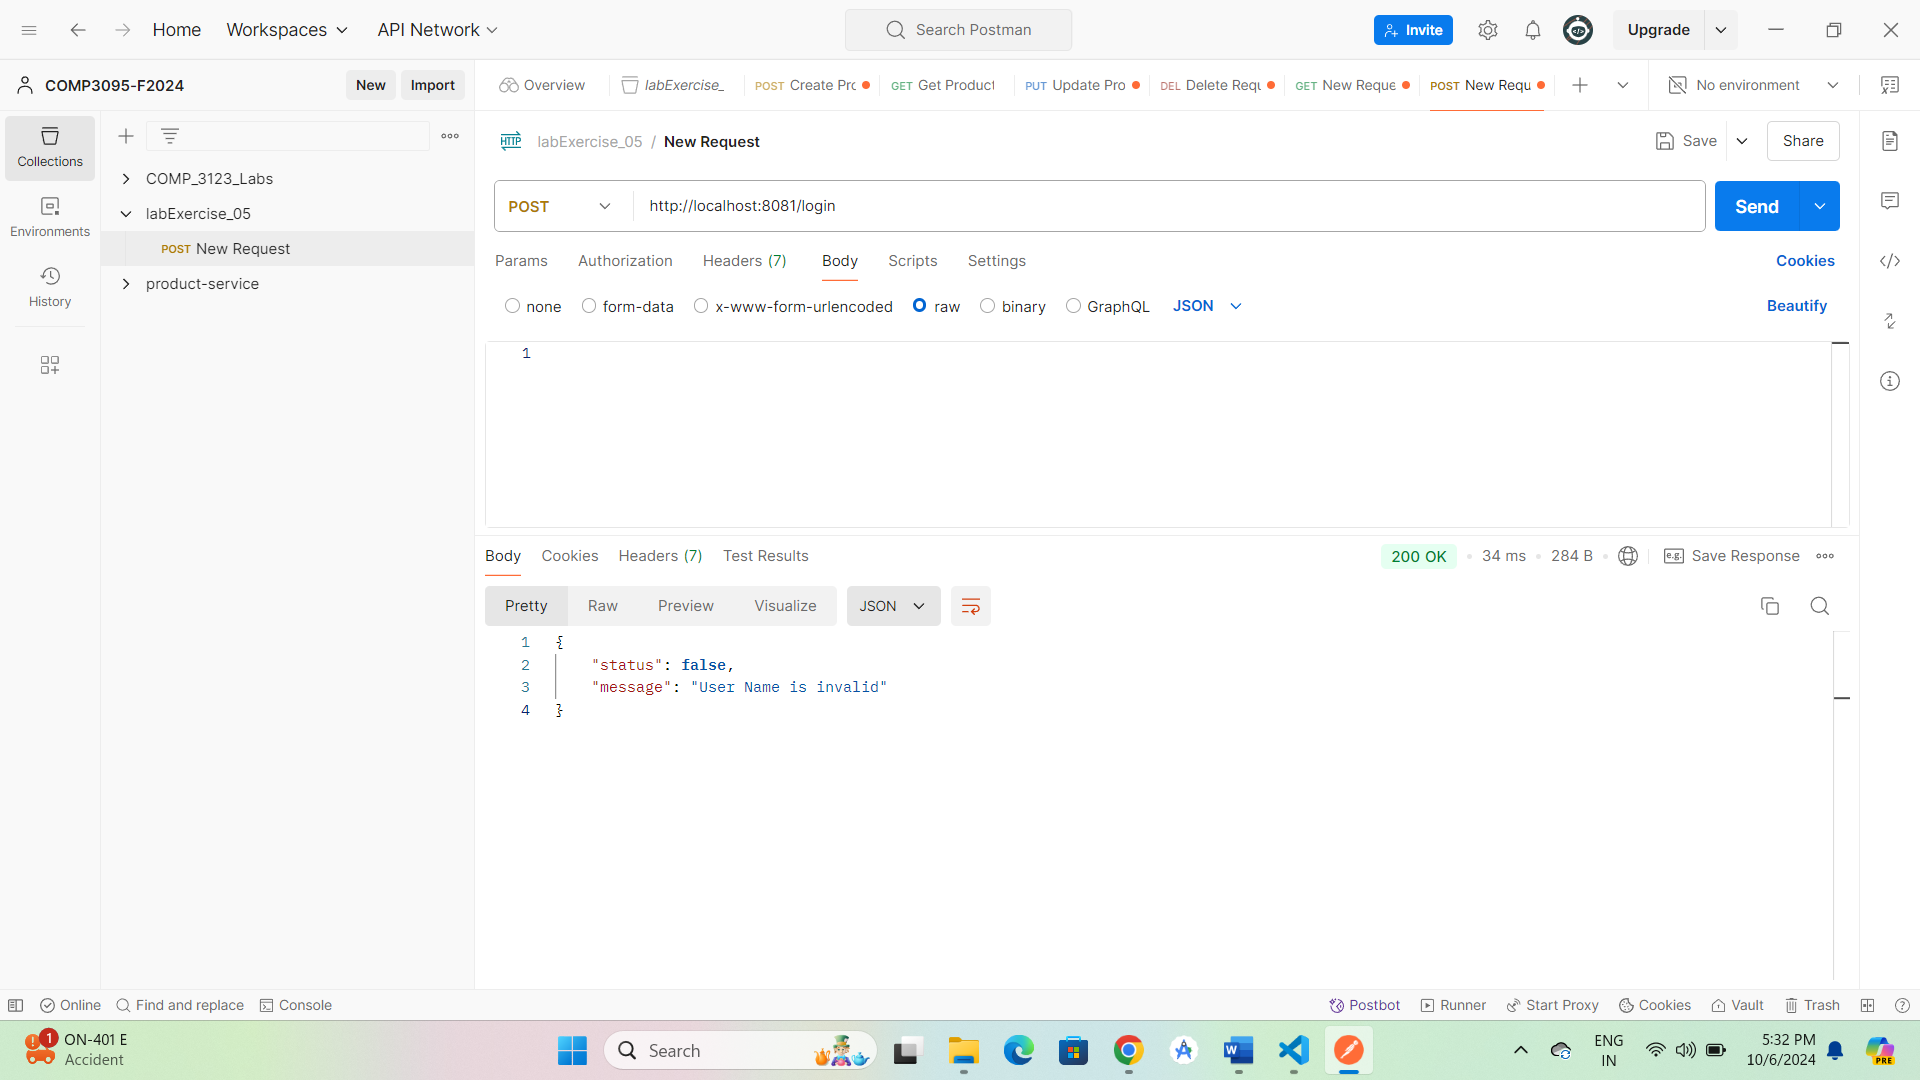 Home
Workspaces
API Network
Search Postman
Invite
Upgrade
COMP3095-F2024
New
Import
Overview
labExercise_
POST Create Prc
GET Get Product
PUT Update Pro
DEL Delete Requ
GET New Reque
POST New Requ
No environment
Collections
Environments
History
COMP_3123_Labs
labExercise_05
POST New Request
product-service
HTTP labExercise_05 / New Request
Save
Share
POST
http://localhost:8081/login
Send
Params
Authorization
Headers (7)
Body
Scripts
Settings
Cookies
none
form-data
x-www-form-urlencoded
raw
binary
GraphQL
JSON
Beautify
1
Body
Cookies
Headers (7)
Test Results
200 OK
34 ms
284 B
e.g. Save Response
Pretty
Raw
Preview
Visualize
JSON
1 {
2 "status": false,
3 "message": "User Name is invalid"
4 }
Online
Find and replace
Console
Postbot
Runner
Start Proxy
Cookies
Vault
Trash
1
ON-401 E
Accident
Search
ENG
IN
5:32 PM
10/6/2024
PRE